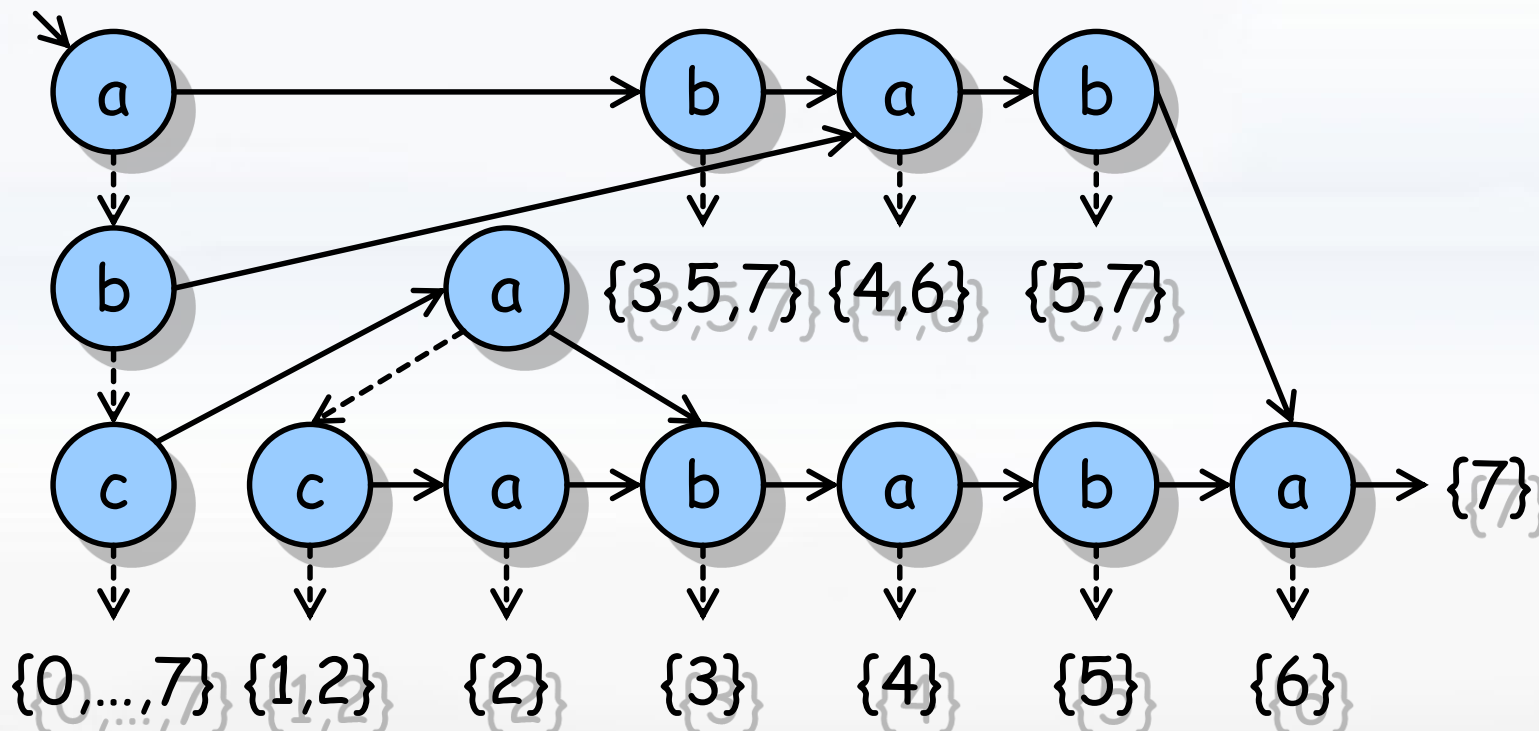 a b a b
b a {3,5,7} {4,6} {5,7}
c c a b a b a {7}
{0,...,7} {1,2} {2} {3} {4} {5} {6}